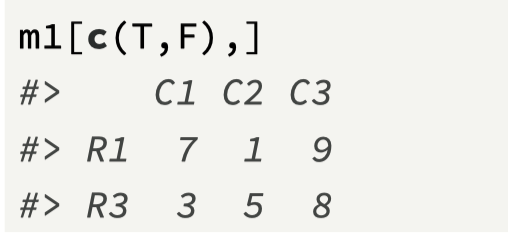 m1[c(T,F),]
#>    C1 C2 C3
#> R1  7  1  9
#> R3  3  5  8